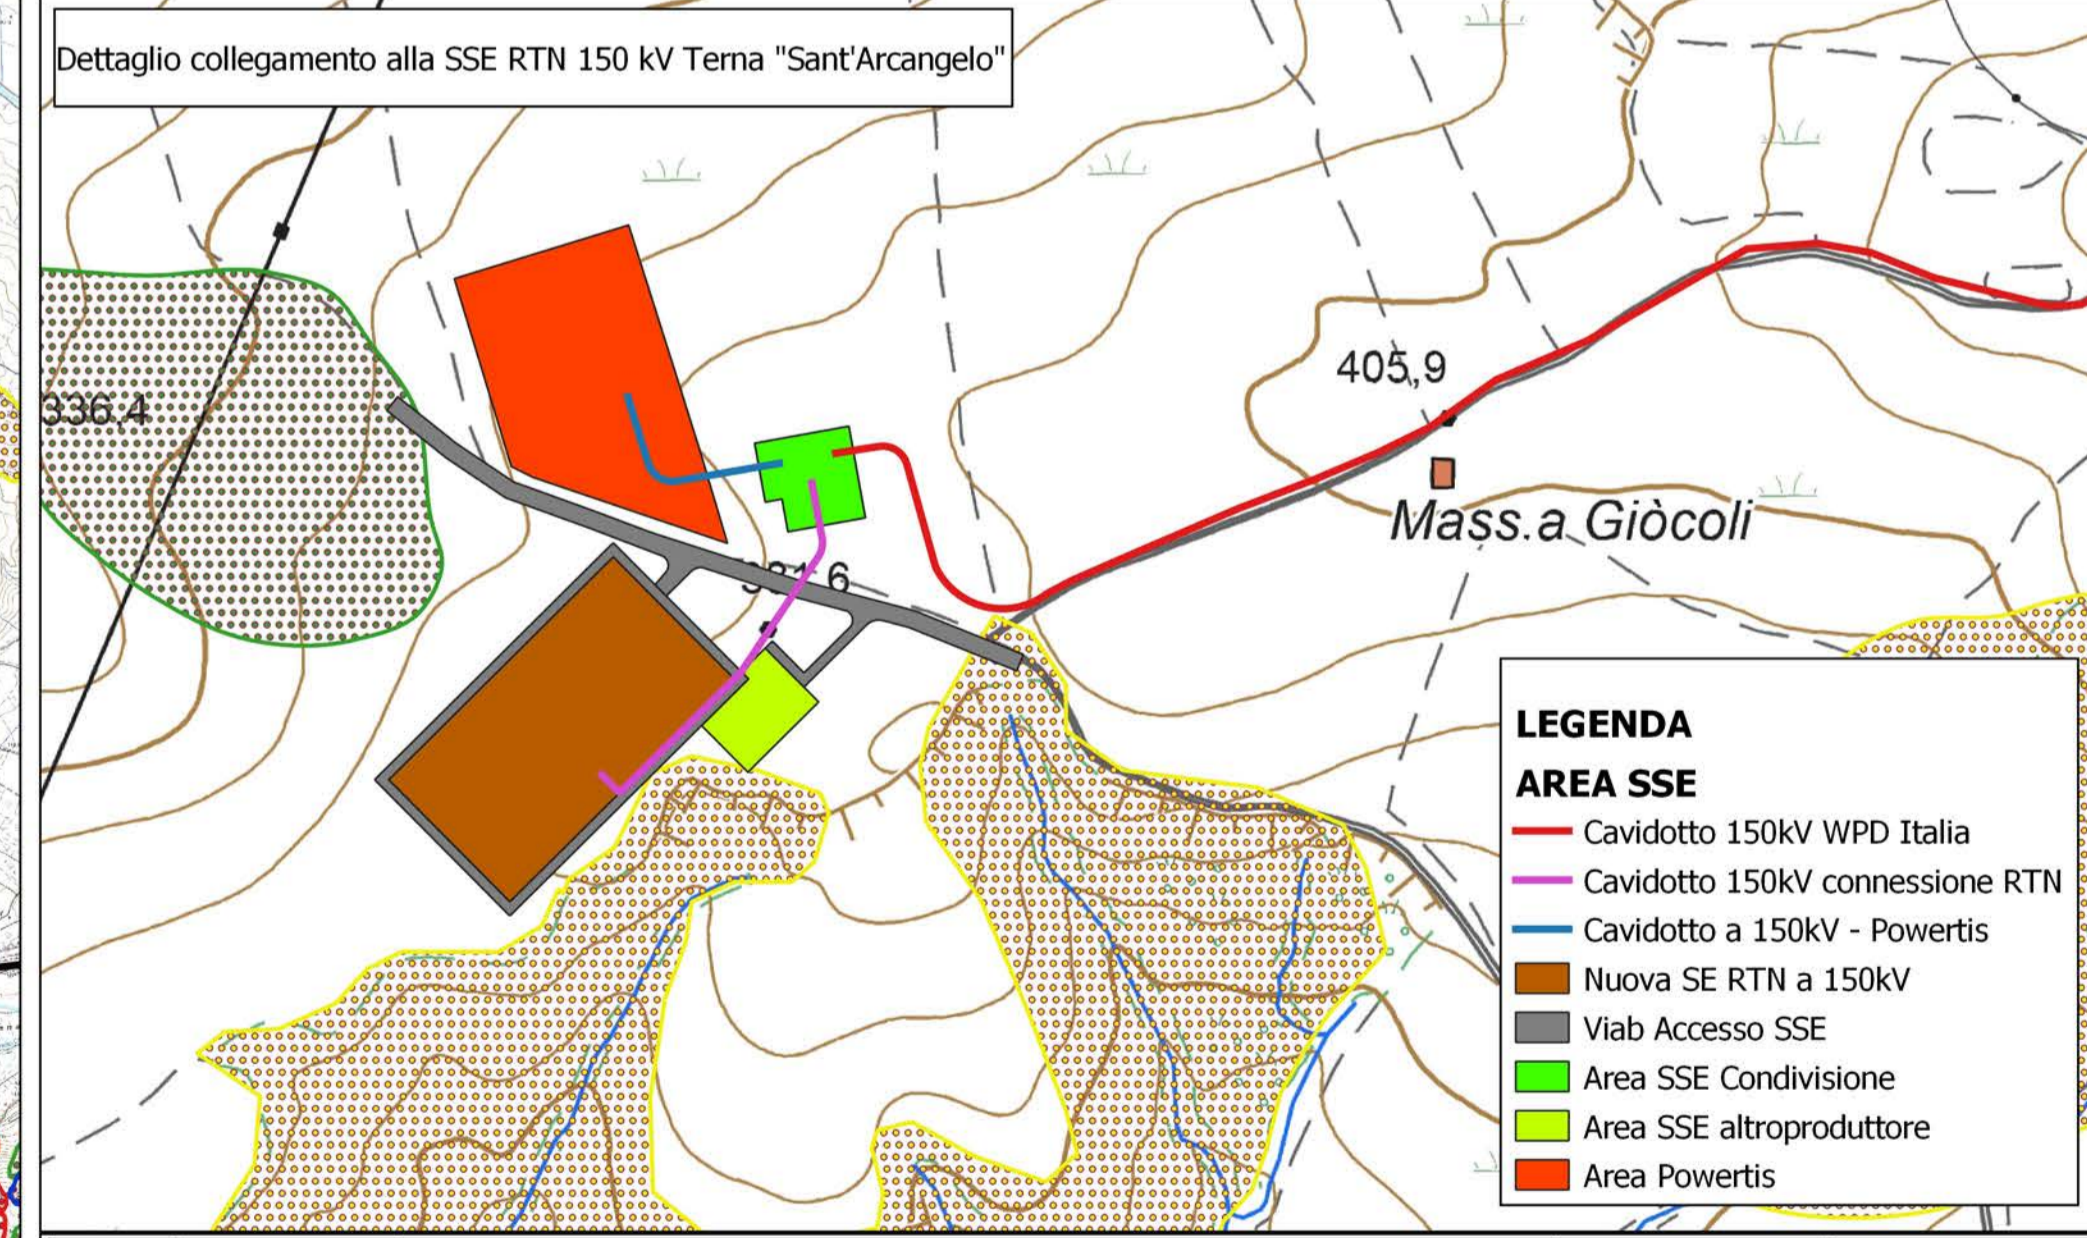 Dettaglio collegamento alla SSE RTN 150 kV Terna "Sant'Arcangelo"
405,9
336,4
Mass.a Giòcoli
LEGENDA
AREA SSE
Cavidotto 150kV WPD Italia
Cavidotto 150kV connessione RTN
Cavidotto a 150kV - Powertis
Nuova SE RTN a 150kV
Viab Accesso SSE
Area SSE Condivisione
Area SSE altroproduttore
Area Powertis